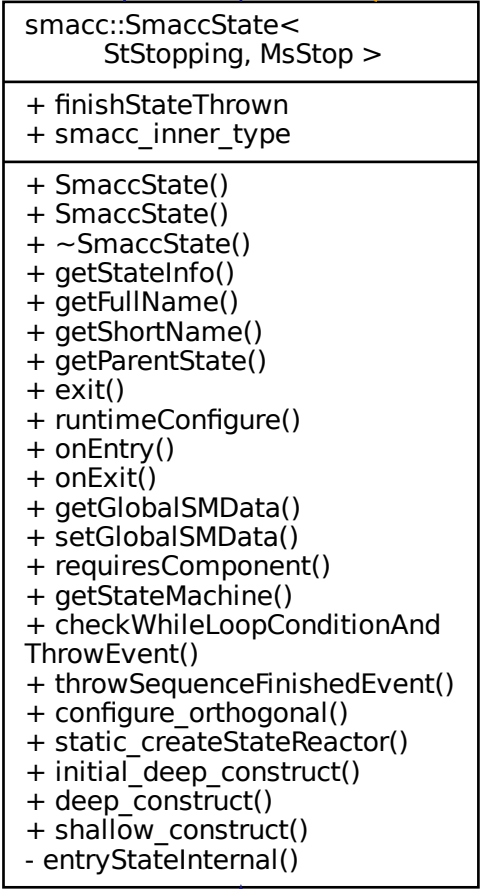 smacc::SmaccState<
StStopping, MsStop >
+ finishStateThrown
+ smacc_inner_type
+ SmaccState()
+ SmaccState()
+ ~SmaccState()
+ getStateInfo()
+ getFullName()
+ getShortName()
+ getParentState()
+ exit()
+ runtimeConfigure()
+ onEntry()
+ onExit()
+ getGlobalSMData()
+ setGlobalSMData()
+ requiresComponent()
+ getStateMachine()
+ checkWhileLoopConditionAnd
ThrowEvent()
+ throwSequenceFinishedEvent()
+ configure_orthogonal()
+ static_createStateReactor()
+ initial_deep_construct()
+ deep_construct()
+ shallow_construct()
- entryStateInternal()